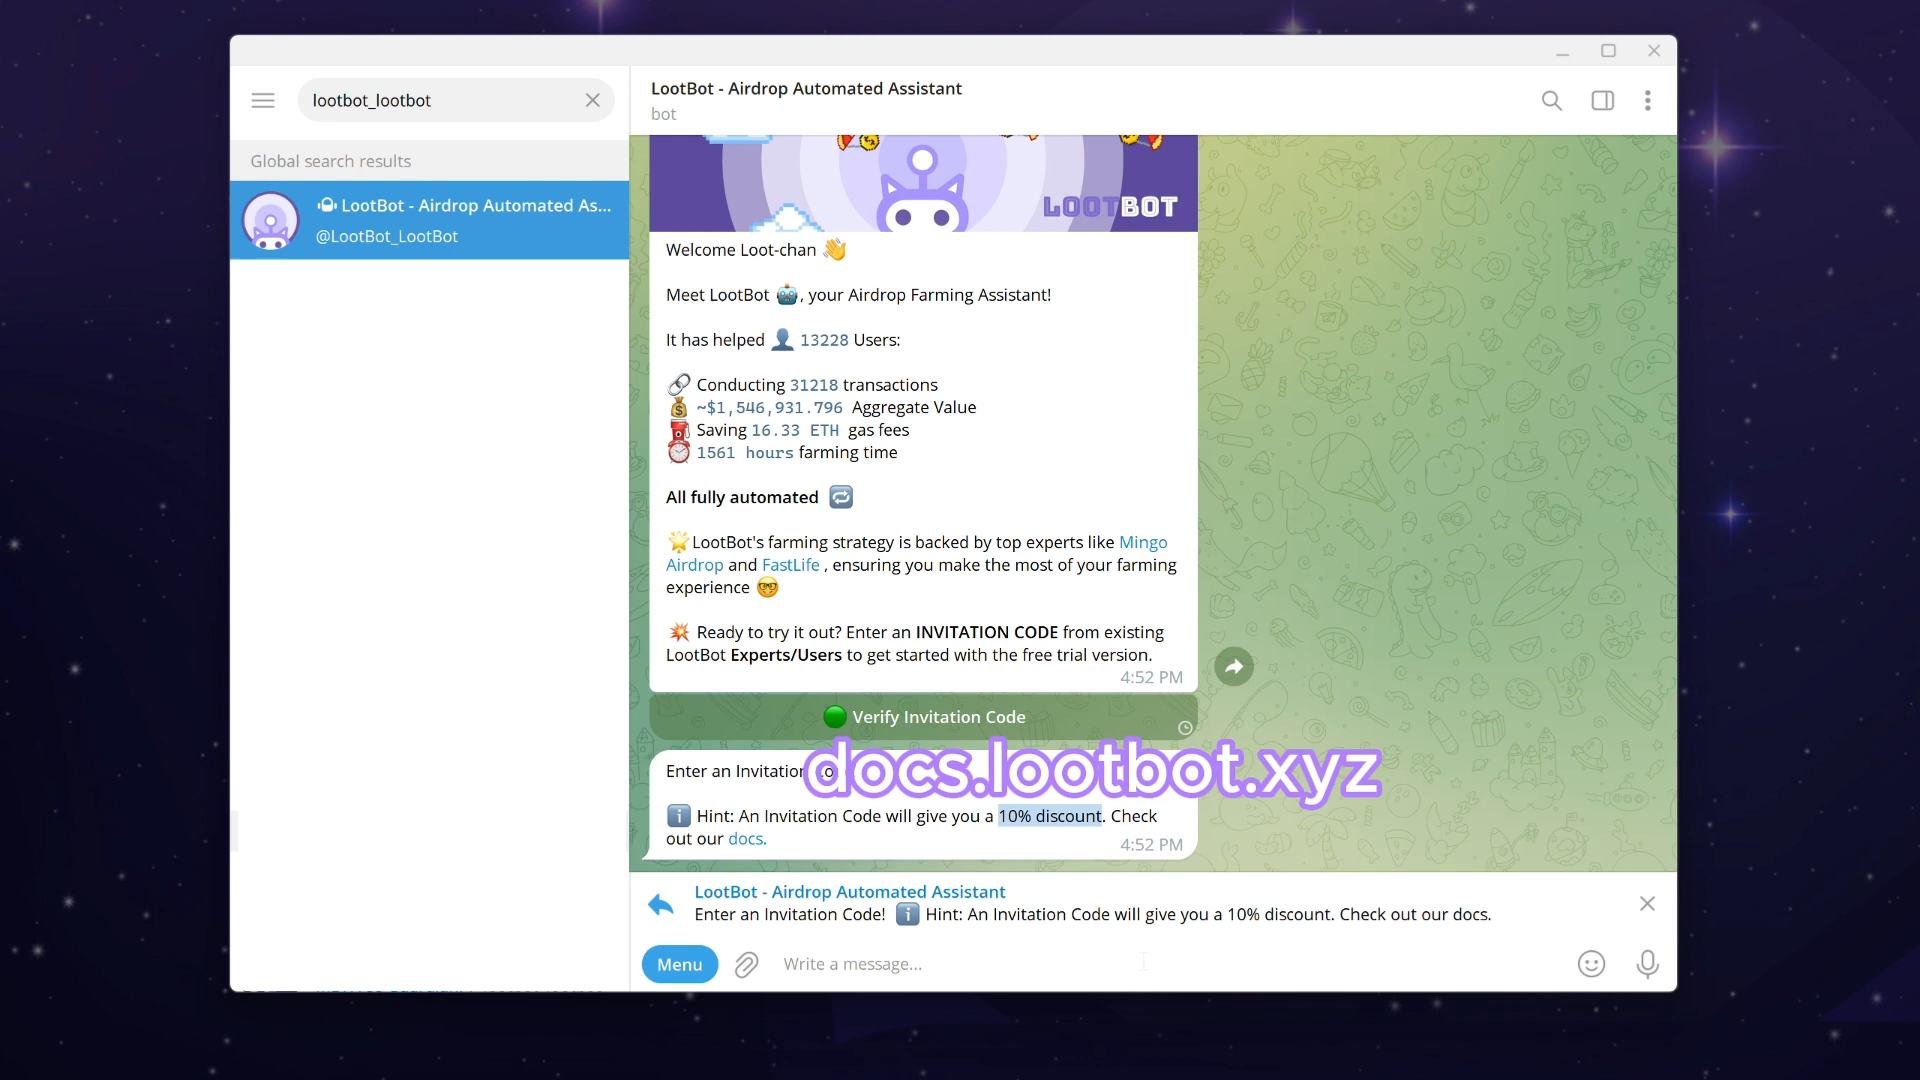 lootbot_lootbot
Global search results
LootBot - Airdrop Automated As...
@LootBot_LootBot
LootBot - Airdrop Automated Assistant
bot
LOOTBOT
Welcome Loot-chan 👋
Meet LootBot 🤖, your Airdrop Farming Assistant!
It has helped 👤 13228 Users:
🔗 Conducting 31218 transactions
💰 ~$1,546,931.796 Aggregate Value
⛽ Saving 16.33 ETH gas fees
⏰ 1561 hours farming time
All fully automated 🔁
🌟LootBot's farming strategy is backed by top experts like Mingo
Airdrop and FastLife , ensuring you make the most of your farming
experience 🤓
💥 Ready to try it out? Enter an INVITATION CODE from existing
LootBot Experts/Users to get started with the free trial version.
4:52 PM
🟢 Verify Invitation Code
Enter an Invitation
docs.lootbot.xyz
ℹ️ Hint: An Invitation Code will give you a 10% discount. Check
out our docs.
4:52 PM
LootBot - Airdrop Automated Assistant
Enter an Invitation Code! ℹ️ Hint: An Invitation Code will give you a 10% discount. Check out our docs.
Menu
Write a message...